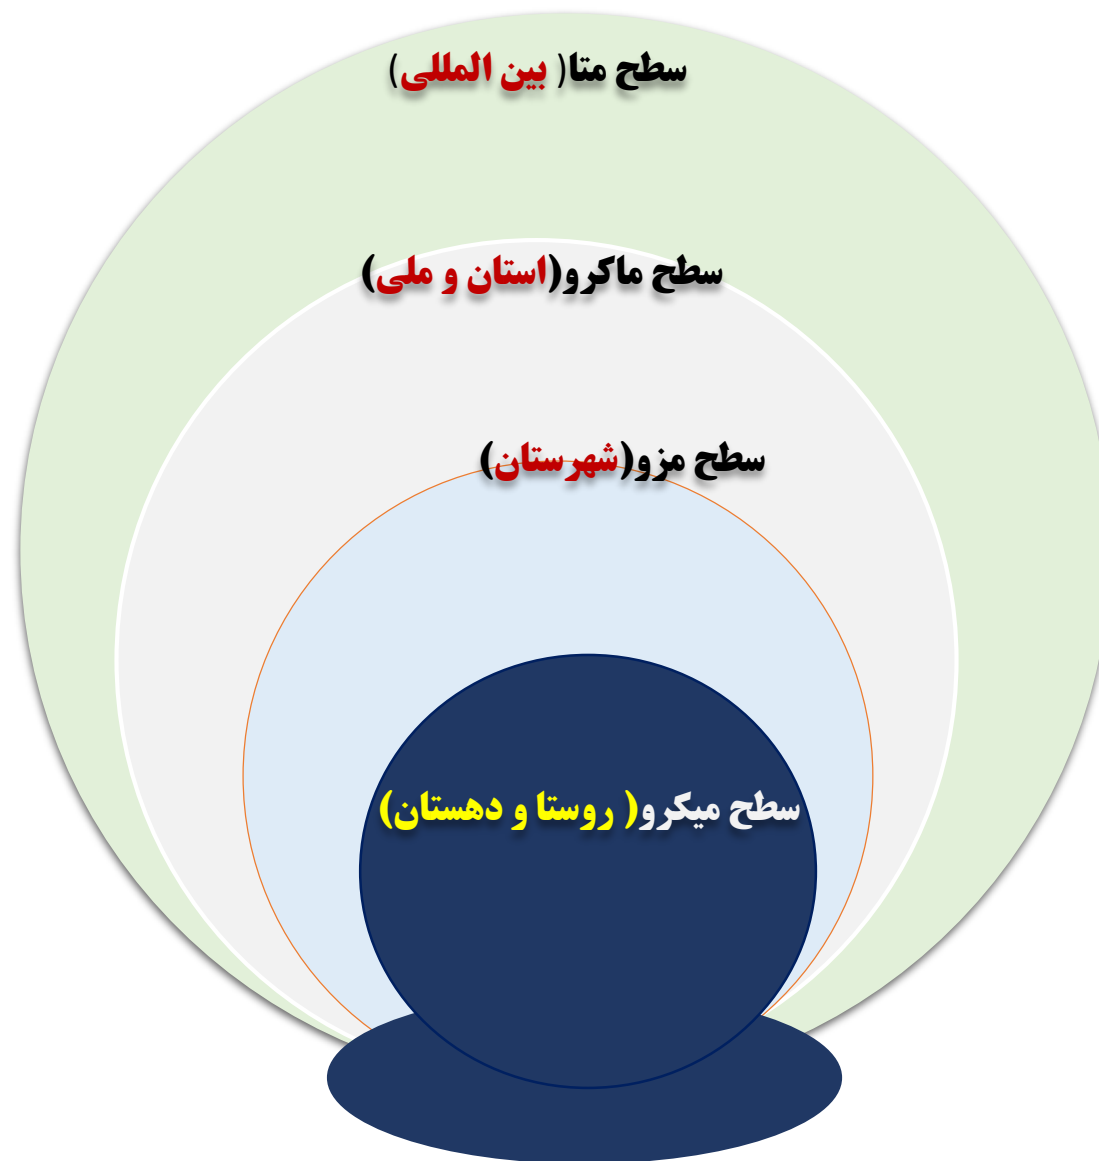 سطح متا( بین المللی)
سطح ماکرو(استان و ملی)
سطح مزو(شهرستان)
سطح میکرو( روستا و دهستان)